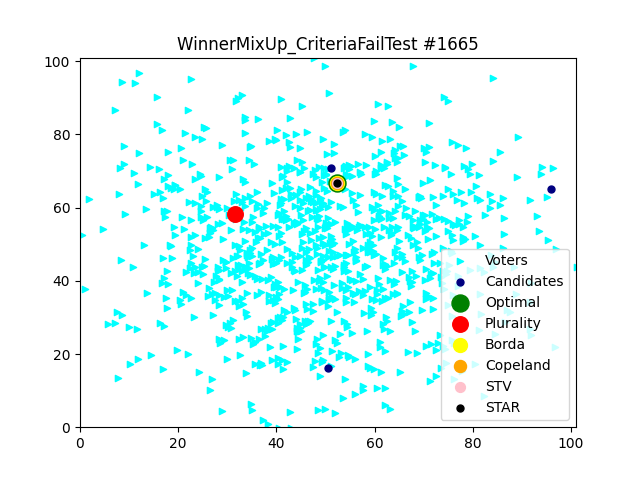 WinnerMixUp_CriteriaFailTest #1665
100
80
60
40
20
0
0 20 40 60 80 100
Voters
Candidates
Optimal
Plurality
Borda
Copeland
STV
STAR